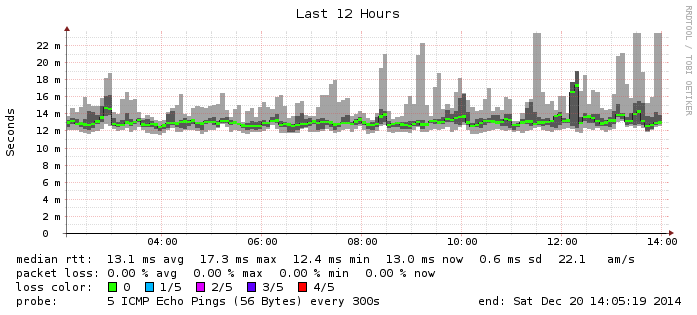 Last 12 Hours
RRDTOOL / TOBI OETIKER
Seconds
22 m
20 m
18 m
16 m
14 m
12 m
10 m
8 m
6 m
4 m
2 m
0
04:00 06:00 08:00 10:00 12:00 14:00
median rtt: 13.1 ms avg 17.3 ms max 12.4 ms min 13.0 ms now 0.6 ms sd 22.1 am/s
packet loss: 0.00 % avg 0.00 % max 0.00 % min 0.00 % now
loss color: 0 1/5 2/5 3/5 4/5
probe: 5 ICMP Echo Pings (56 Bytes) every 300s end: Sat Dec 20 14:05:19 2014